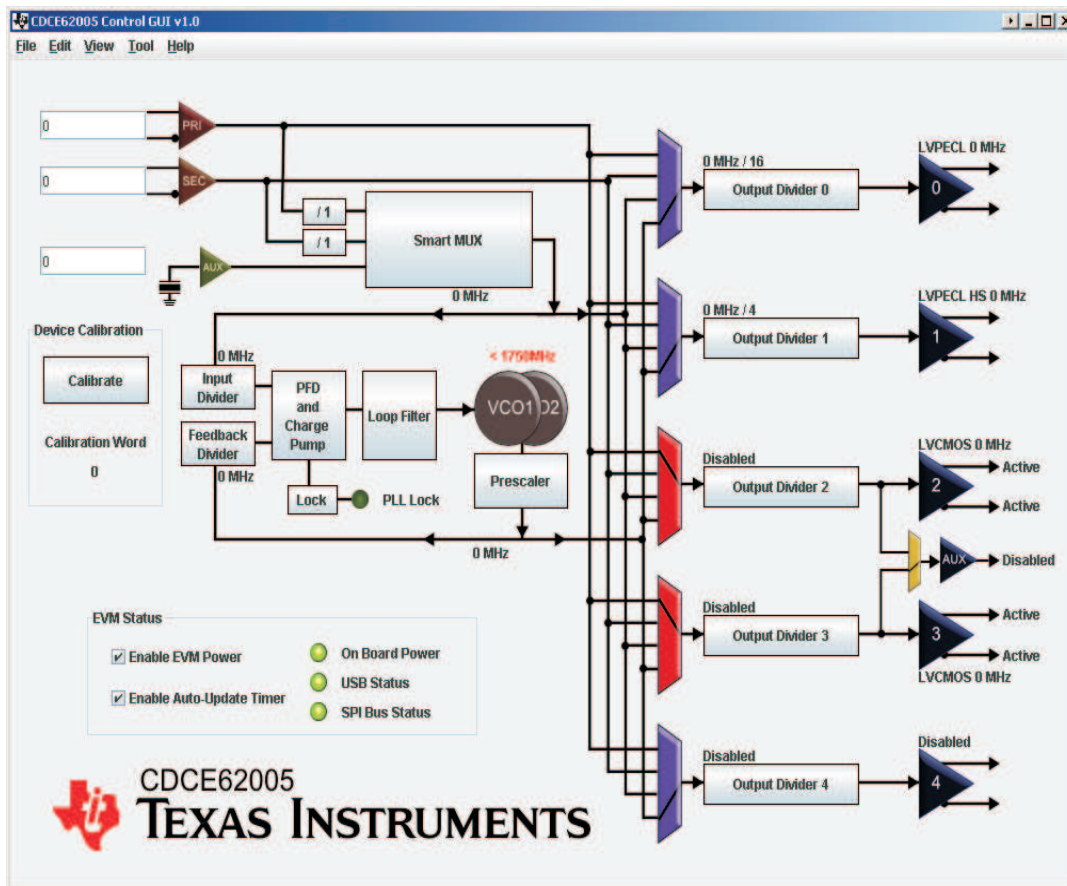 CDCE62005 Control GUI v1.0
File Edit View Tool Help
0
PRI
0
SEC
0
AUX
/ 1
/ 1
Smart MUX
0 MHz
Device Calibration
Calibrate
Calibration Word
0
0 MHz
Input
Divider
Feedback
Divider
0 MHz
PFD
and
Charge
Pump
Loop Filter
< 1750MHz
VCO1
O2
Prescaler
Lock
PLL Lock
0 MHz
0 MHz / 16
Output Divider 0
LVPECL 0 MHz
0
0 MHz / 4
Output Divider 1
LVPECL HS 0 MHz
1
Disabled
Output Divider 2
LVCMOS 0 MHz
2
Active
Active
AUX
Disabled
Disabled
Output Divider 3
3
Active
Active
LVCMOS 0 MHz
Disabled
Output Divider 4
Disabled
4
EVM Status
Enable EVM Power
Enable Auto-Update Timer
On Board Power
USB Status
SPI Bus Status
CDCE62005
TEXAS INSTRUMENTS